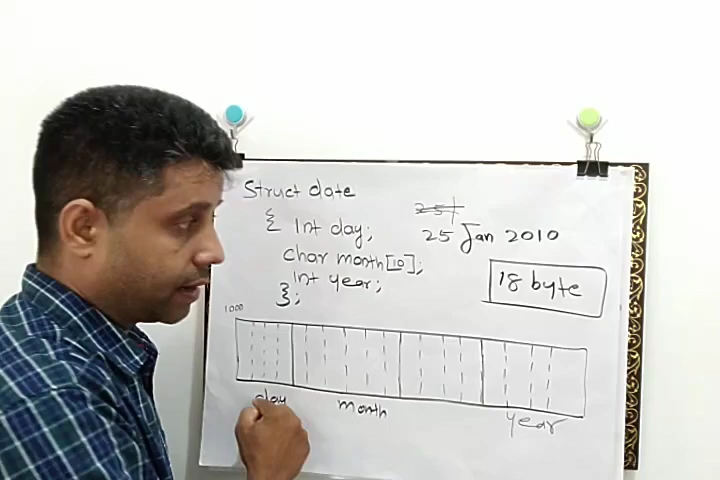 Struct date
{ Int day;
char month[10];
int year;
};
25 Jan 2010
18 byte
1000
day
month
year